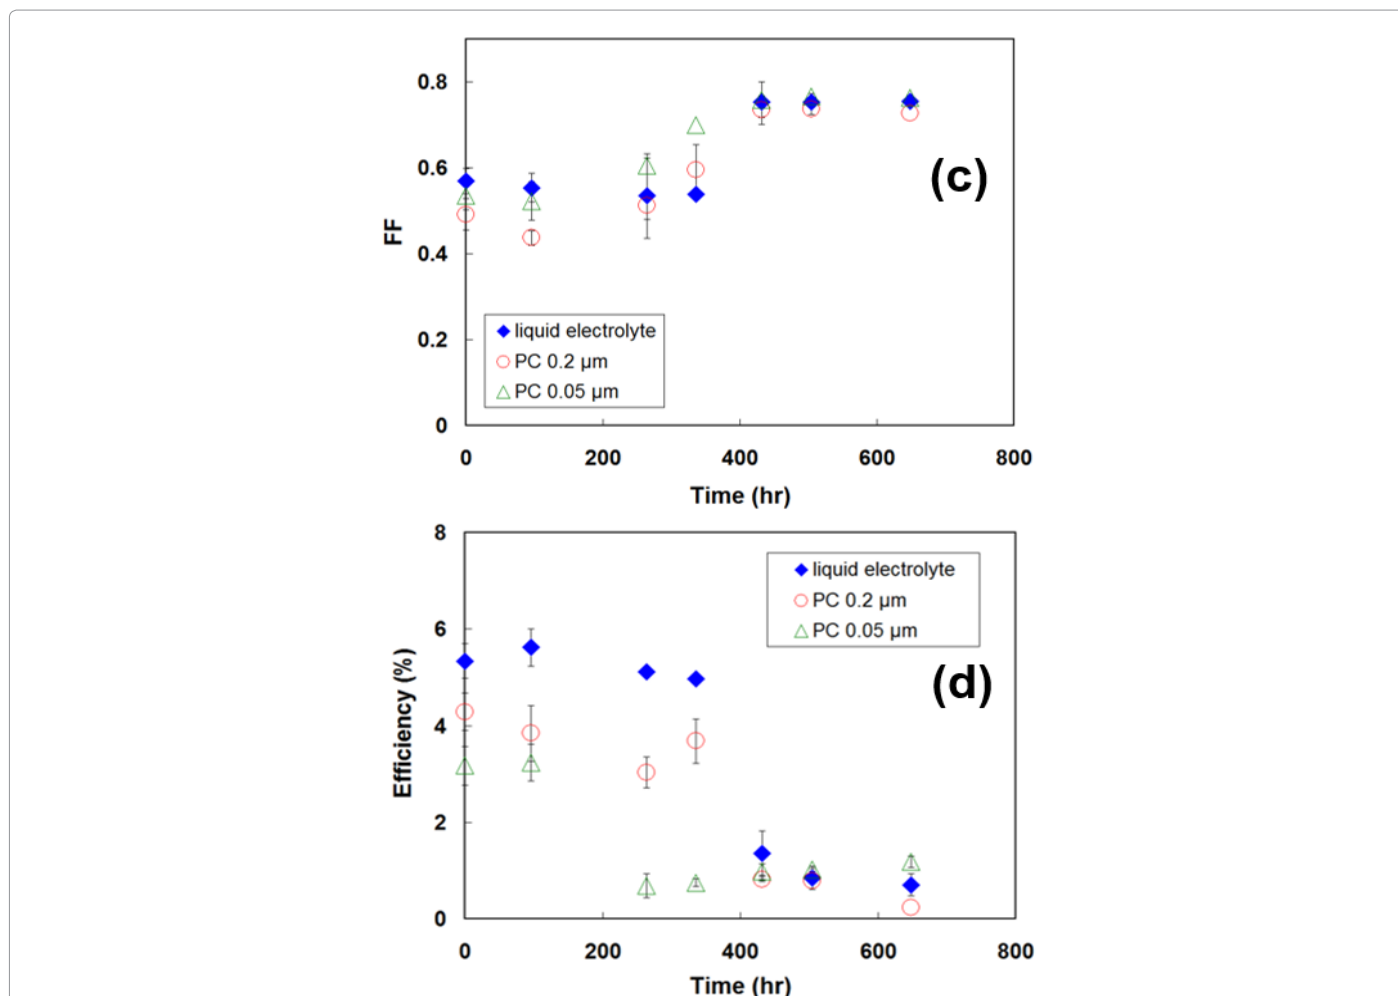 0.8
0.6
FF
0.4
0.2
0
(c)
liquid electrolyte
PC 0.2 µm
PC 0.05 µm
0 200 400 600 800
Time (hr)
8
6
Efficiency (%)
4
2
0
liquid electrolyte
PC 0.2 µm
PC 0.05 µm
(d)
0 200 400 600 800
Time (hr)